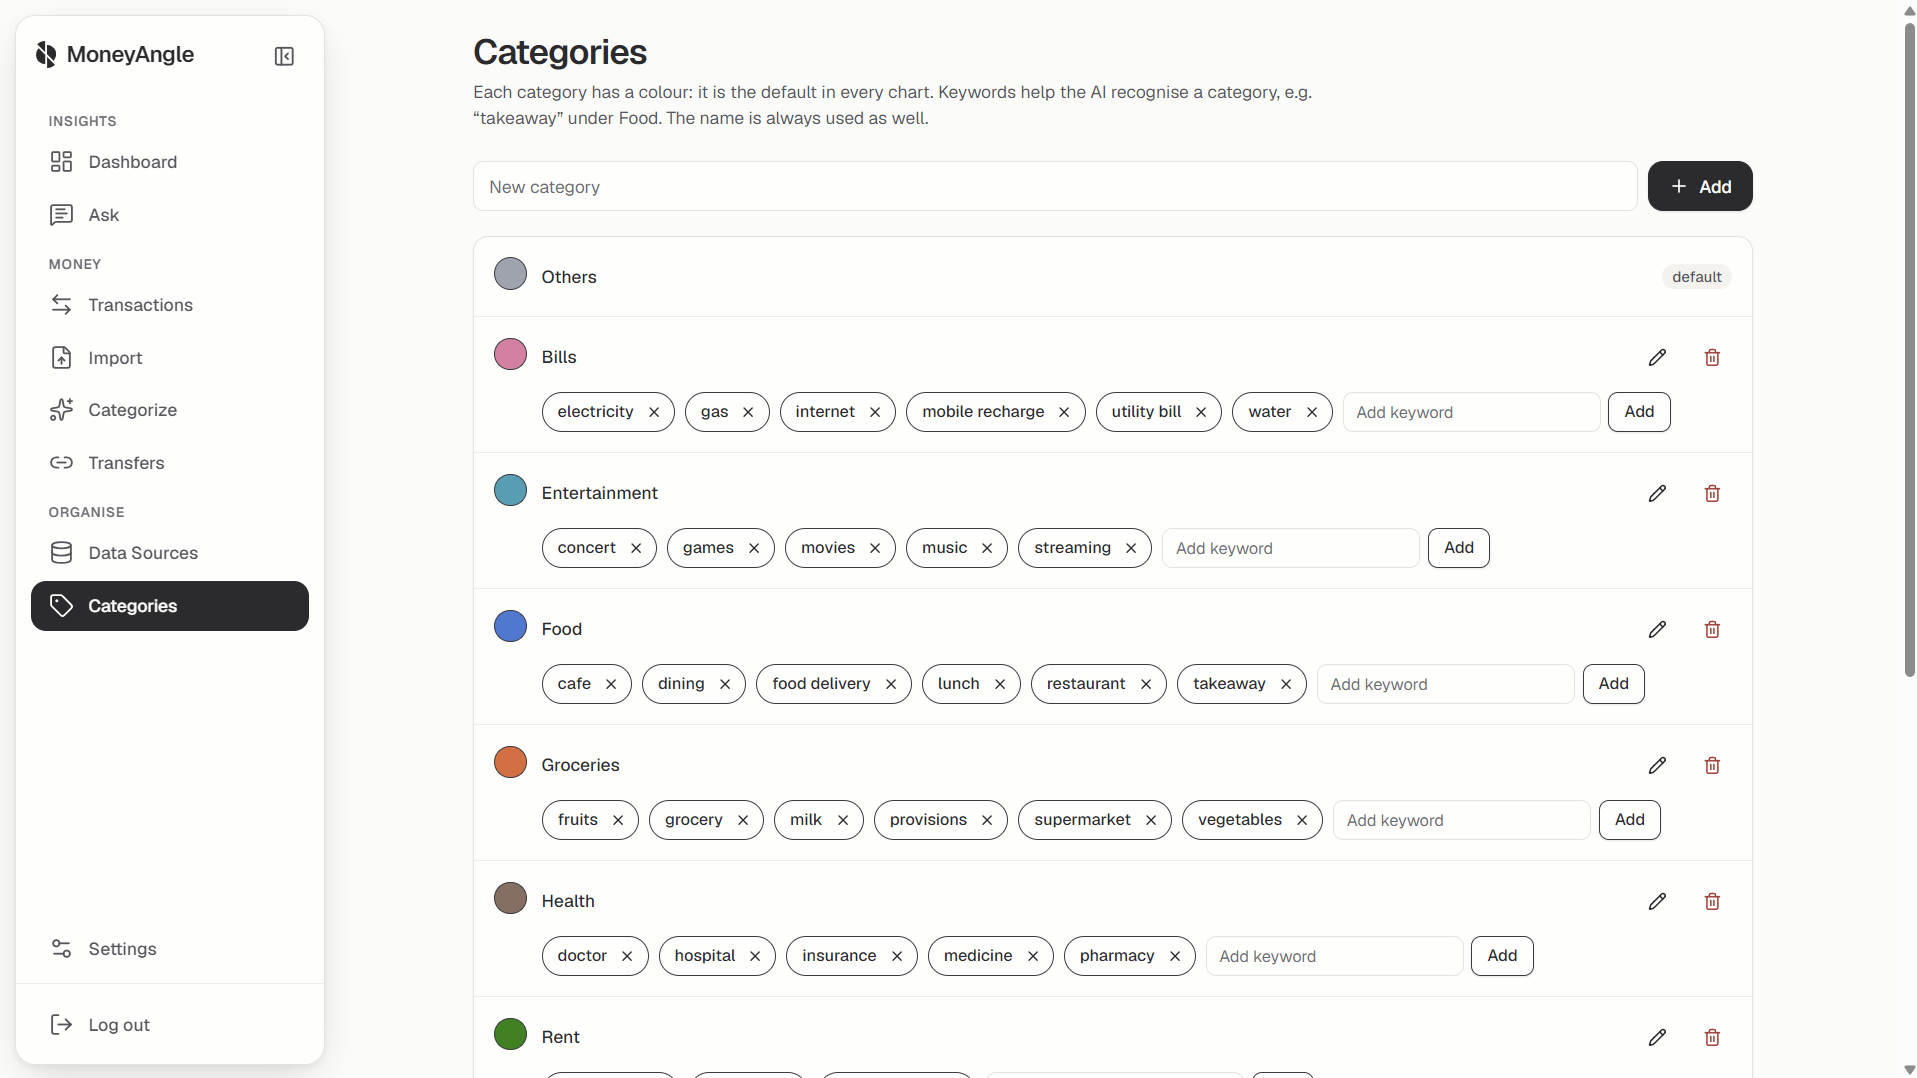 MoneyAngle
INSIGHTS
Dashboard
Ask
MONEY
Transactions
Import
Categorize
Transfers
ORGANISE
Data Sources
Categories
Settings
Log out
Categories
Each category has a colour: it is the default in every chart. Keywords help the AI recognise a category, e.g.
“takeaway” under Food. The name is always used as well.
New category
Add
Others
default
Bills
electricity gas internet mobile recharge utility bill water Add keyword Add
Entertainment
concert games movies music streaming Add keyword Add
Food
cafe dining food delivery lunch restaurant takeaway Add keyword Add
Groceries
fruits grocery milk provisions supermarket vegetables Add keyword Add
Health
doctor hospital insurance medicine pharmacy Add keyword Add
Rent